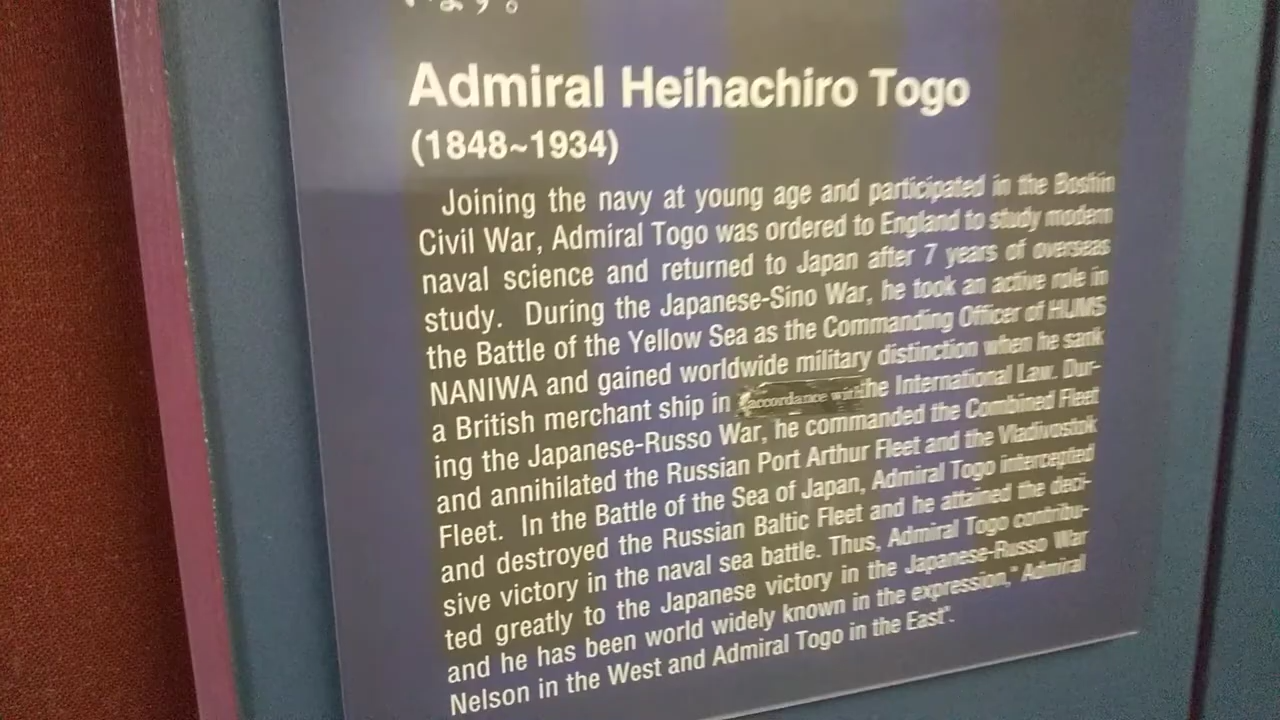 います。
Admiral Heihachiro Togo
(1848~1934)
Joining the navy at young age and participated in the Boshin
Civil War, Admiral Togo was ordered to England to study modern
naval science and returned to Japan after 7 years of overseas
study. During the Japanese-Sino War, he took an active role in
the Battle of the Yellow Sea as the Commanding Officer of HIJMS
NANIWA and gained worldwide military distinction when he sank
a British merchant ship in accordance with the International Law. Dur-
ing the Japanese-Russo War, he commanded the Combined Fleet
and annihilated the Russian Port Arthur Fleet and the Vladivostok
Fleet. In the Battle of the Sea of Japan, Admiral Togo intercepted
and destroyed the Russian Baltic Fleet and he attained the deci-
sive victory in the naval sea battle. Thus, Admiral Togo contribu-
ted greatly to the Japanese victory in the Japanese-Russo War
and he has been world widely known in the expression," Admiral
Nelson in the West and Admiral Togo in the East".